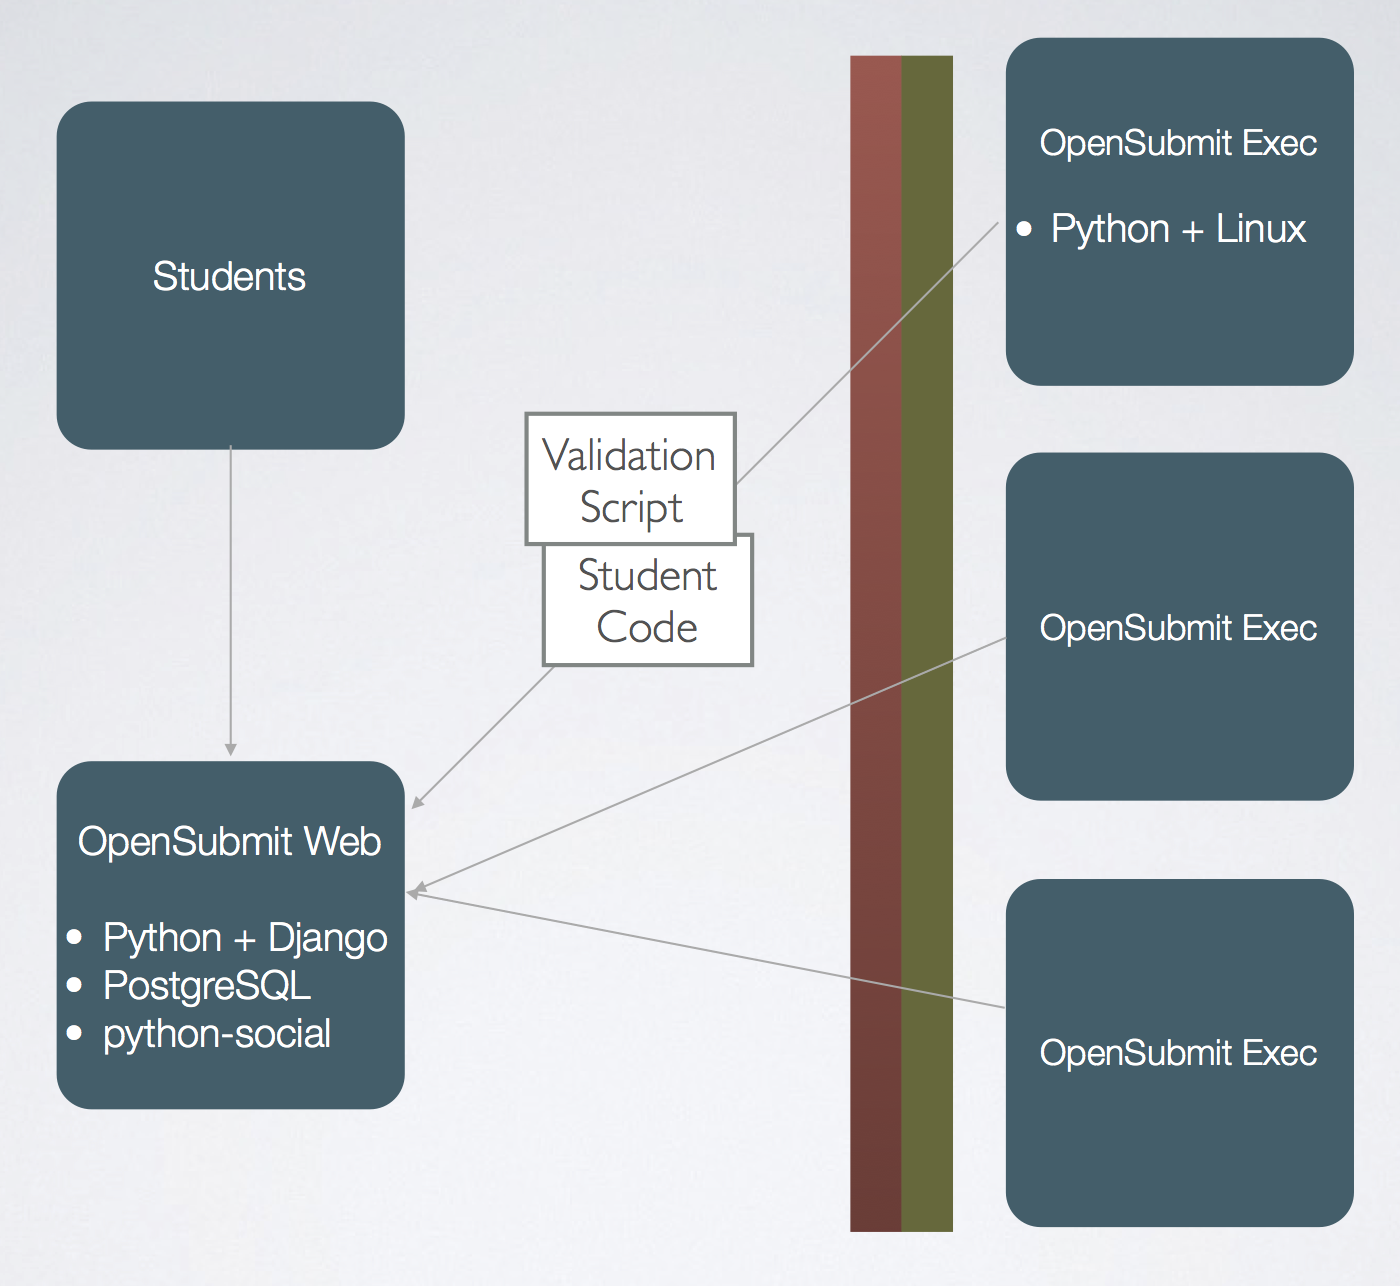 Students
OpenSubmit Web
• Python + Django
• PostgreSQL
• python-social
Validation
Script
Student
Code
OpenSubmit Exec
• Python + Linux
OpenSubmit Exec
OpenSubmit Exec